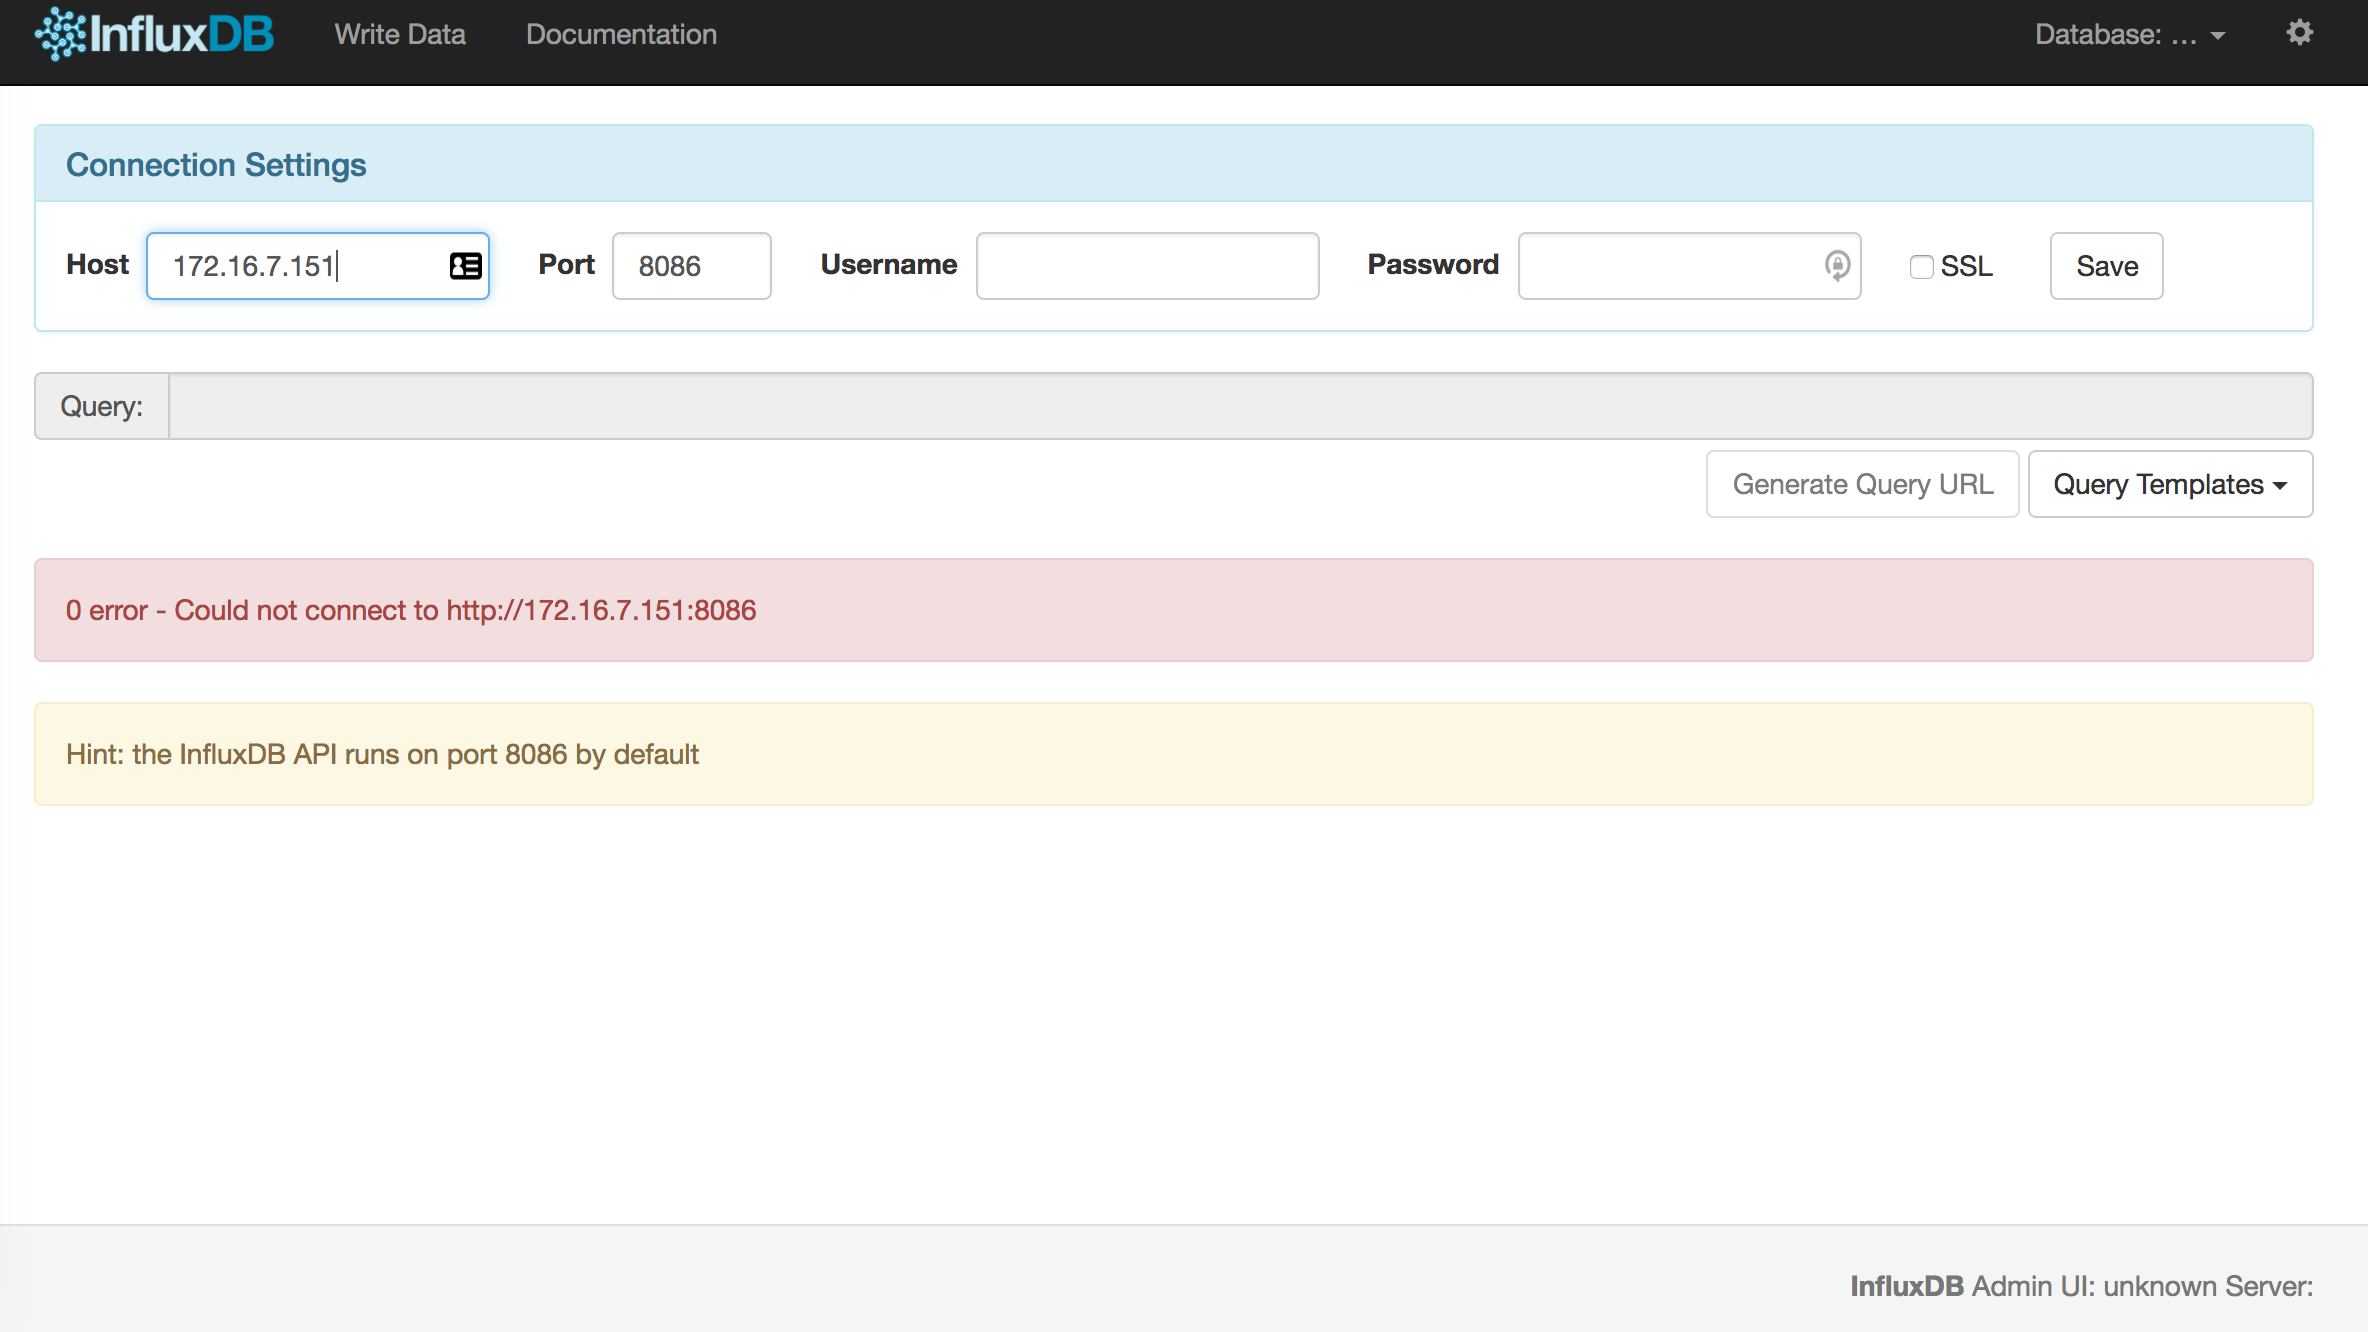 InfluxDB Write Data Documentation Database: ...
Connection Settings
Host 172.16.7.151 Port 8086 Username Password SSL Save
Query:
Generate Query URL Query Templates
0 error - Could not connect to http://172.16.7.151:8086
Hint: the InfluxDB API runs on port 8086 by default
InfluxDB Admin UI: unknown Server: